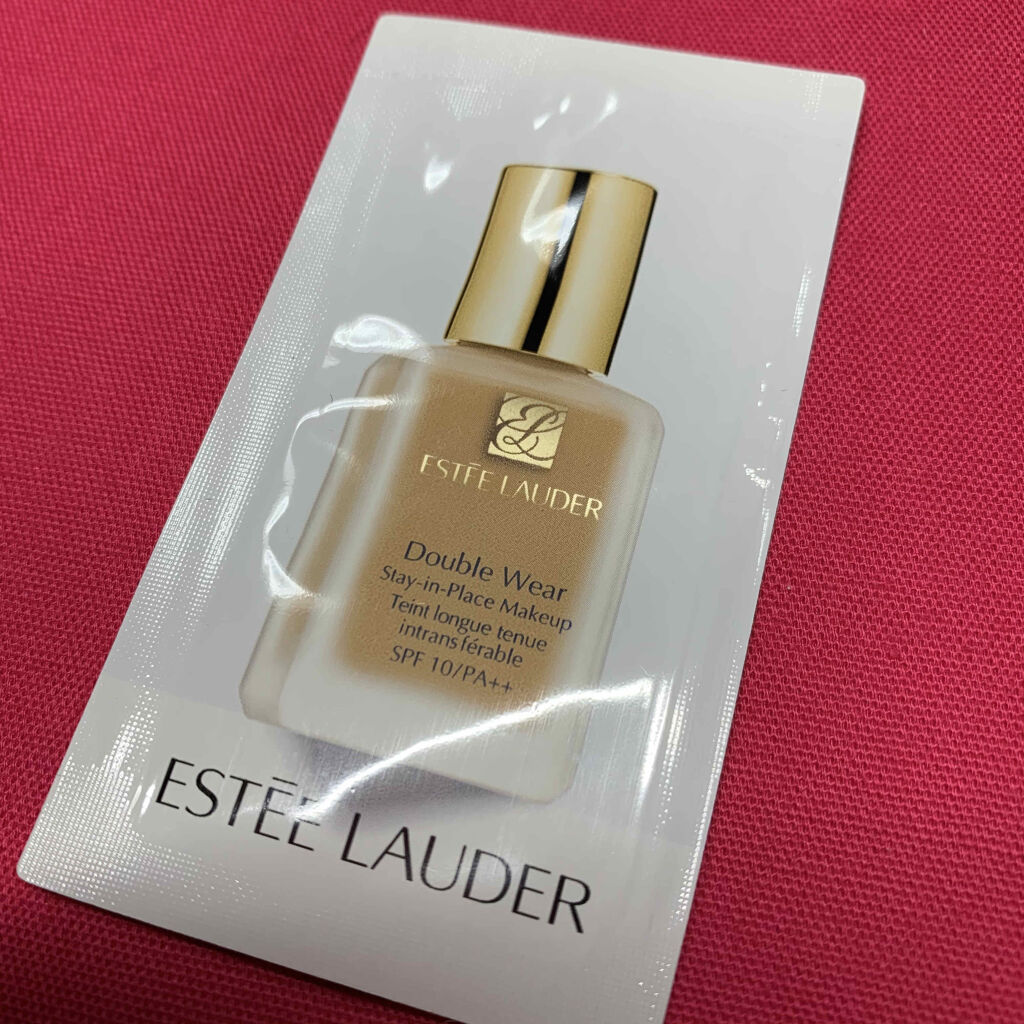 ESTĒE LAUDER
Double Wear
Stay-in-Place Makeup
Teint longue tenue
intransférable
SPF 10/PA++
ESTĒE LAUDER